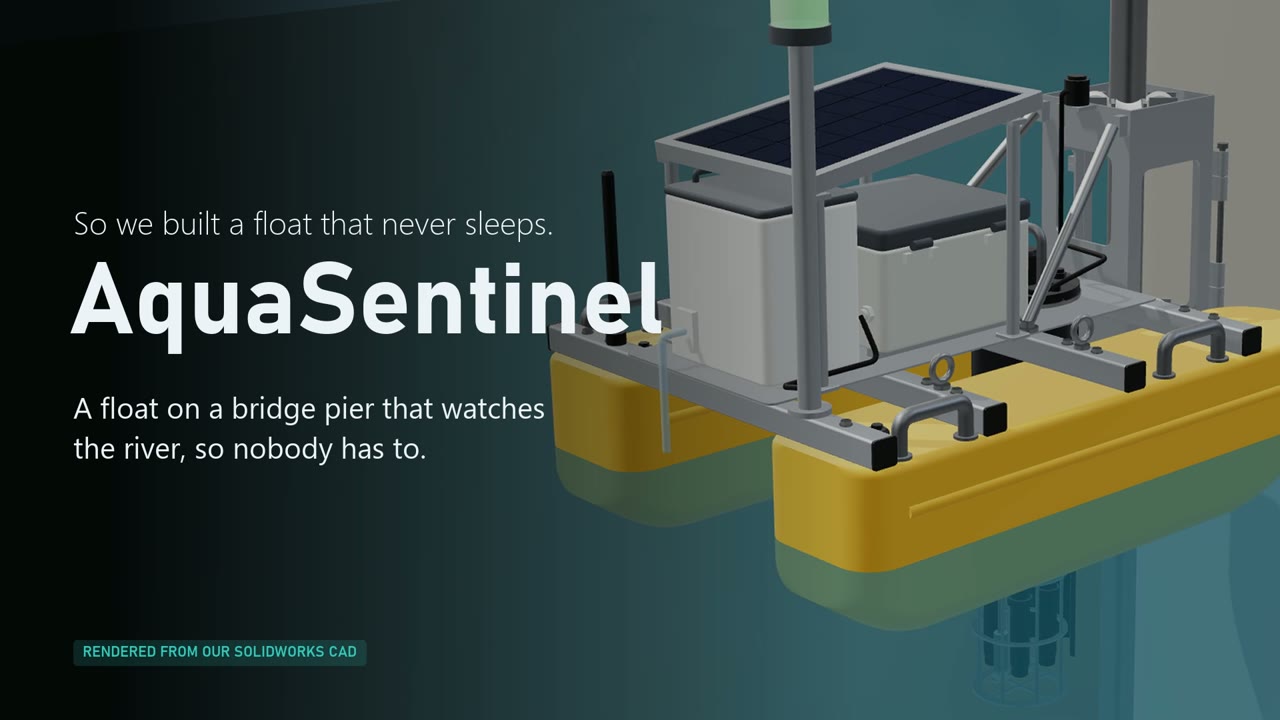 So we built a float that never sleeps.
AquaSentinel
A float on a bridge pier that watches
the river, so nobody has to.
RENDERED FROM OUR SOLIDWORKS CAD